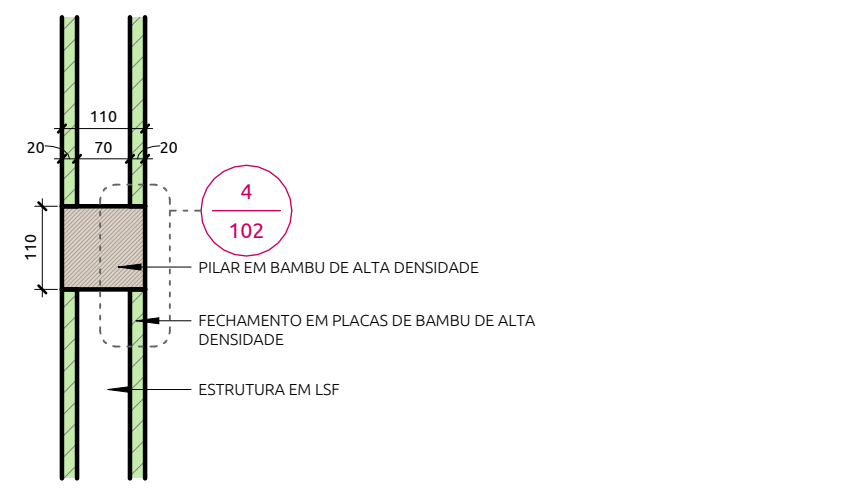 110
20
70
20
4
102
110
PILAR EM BAMBU DE ALTA DENSIDADE
FECHAMENTO EM PLACAS DE BAMBU DE ALTA
DENSIDADE
ESTRUTURA EM LSF